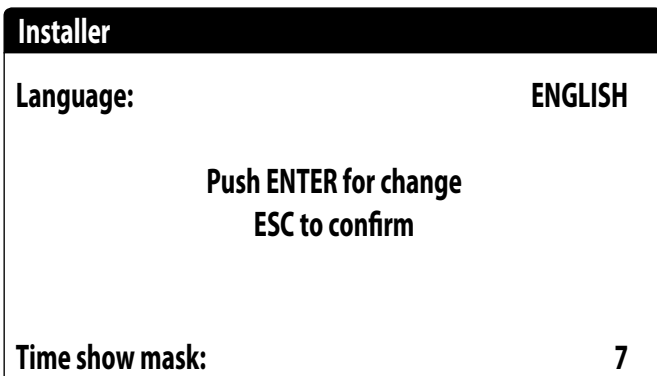 Installer
Language: ENGLISH
Push ENTER for change
ESC to confirm
Time show mask: 7